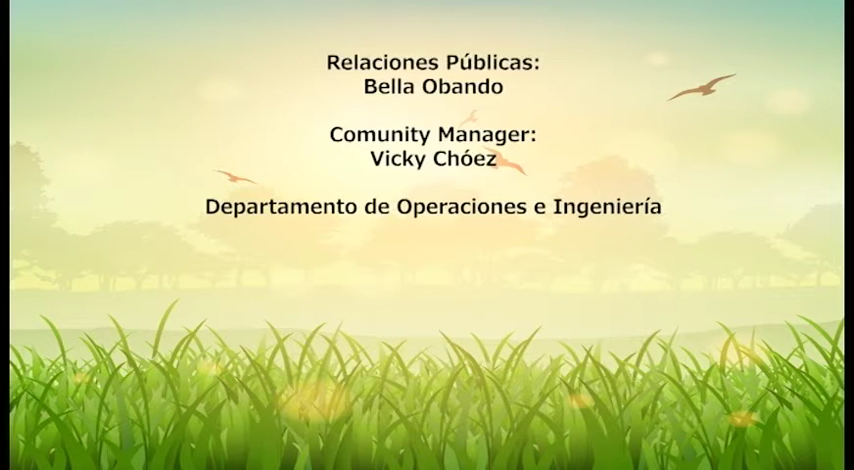 Relaciones Públicas:
Bella Obando
Comunity Manager:
Vicky Chóez
Departamento de Operaciones e Ingeniería